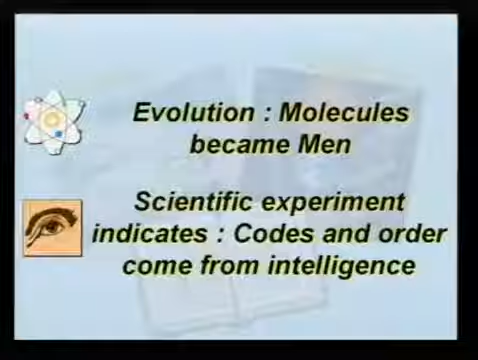 Evolution : Molecules
became Men
Scientific experiment
indicates : Codes and order
come from intelligence